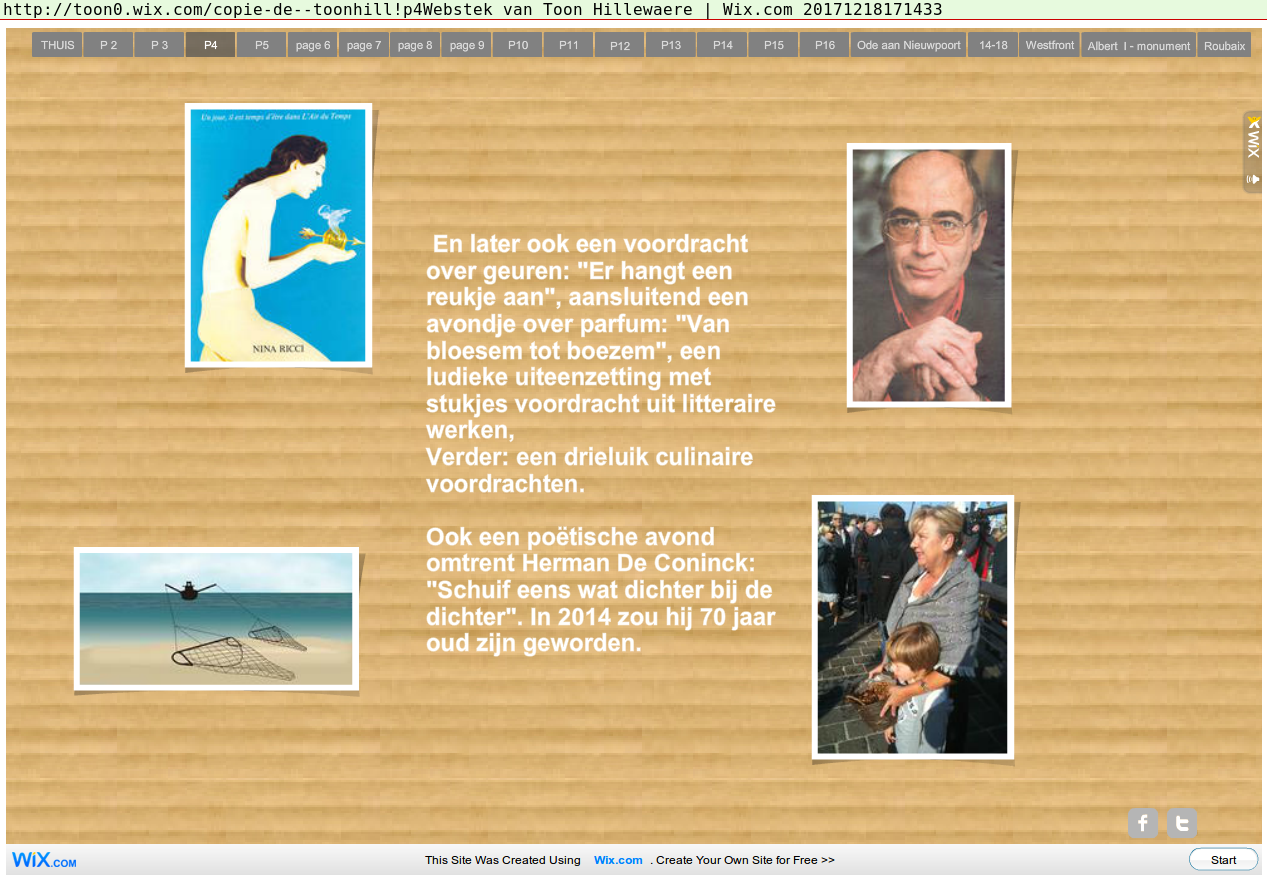 http://toon0.wix.com/copie-de--toonhill!p4Webstek van Toon Hillewaere | Wix.com 20171218171433
THUIS P 2 P 3 P4 P5 page 6 page 7 page 8 page 9 P10 P11 P12 P13 P14 P15 P16 Ode aan Nieuwpoort 14-18 Westfront Albert I - monument Roubaix
Un jour, il est temps d'être dans L'Air du Temps
NINA RICCI
WiX
En later ook een voordracht
over geuren: "Er hangt een
reukje aan", aansluitend een
avondje over parfum: "Van
bloesem tot boezem", een
ludieke uiteenzetting met
stukjes voordracht uit litteraire
werken,
Verder: een drieluik culinaire
voordrachten.
Ook een poëtische avond
omtrent Herman De Coninck:
"Schuif eens wat dichter bij de
dichter". In 2014 zou hij 70 jaar
oud zijn geworden.
WiX.COM This Site Was Created Using Wix.com . Create Your Own Site for Free >> Start